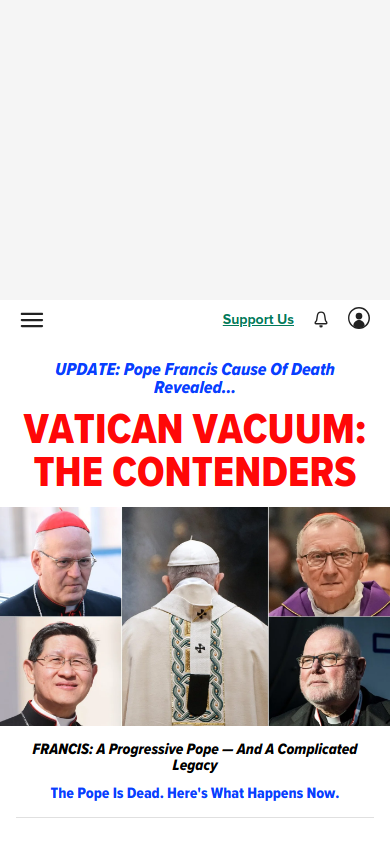 Support Us
UPDATE: Pope Francis Cause Of Death
Revealed...
VATICAN VACUUM:
THE CONTENDERS
FRANCIS: A Progressive Pope — And A Complicated
Legacy
The Pope Is Dead. Here's What Happens Now.